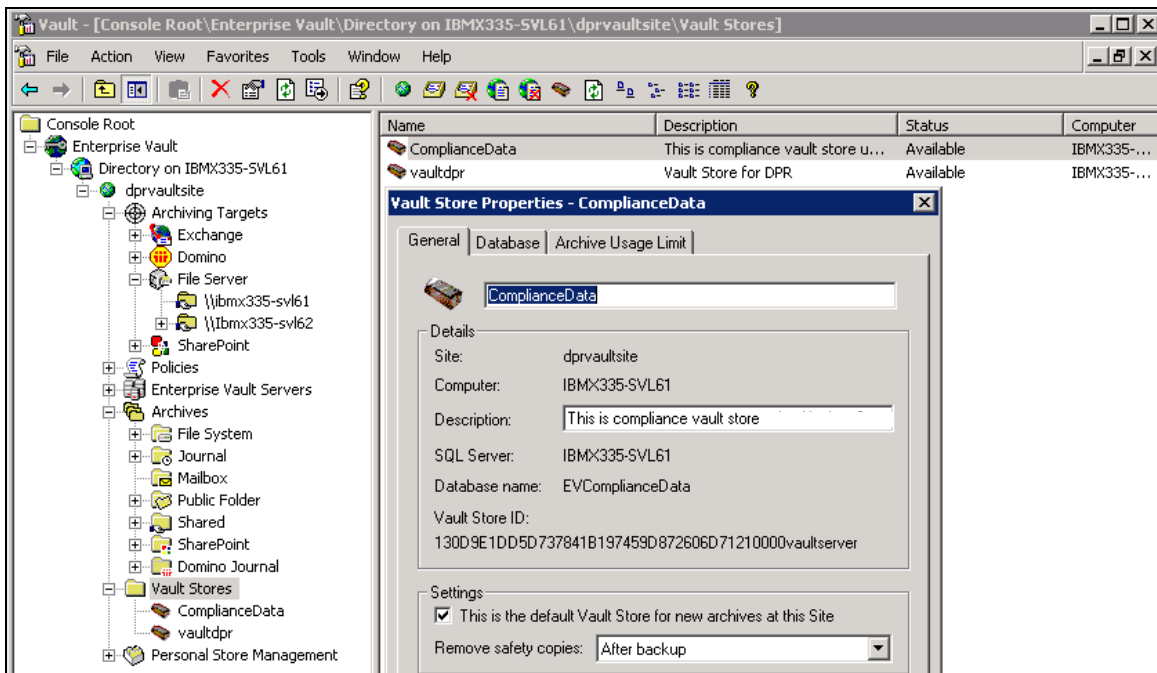 Vault - [Console Root\Enterprise Vault\Directory on IBMX335-SVL61\dprvaultsite\Vault Stores]
File Action View Favorites Tools Window Help
Console Root
Enterprise Vault
Directory on IBMX335-SVL61
dprvaultsite
Archiving Targets
Exchange
Domino
File Server
\\ibmx335-svl61
\\Ibmx335-svl62
SharePoint
Policies
Enterprise Vault Servers
Archives
File System
Journal
Mailbox
Public Folder
Shared
SharePoint
Domino Journal
Vault Stores
ComplianceData
vaultdpr
Personal Store Management
Name Description Status Computer
ComplianceData This is compliance vault store u... Available IBMX335-...
vaultdpr Vault Store for DPR Available IBMX335-...
Vault Store Properties - ComplianceData
General Database Archive Usage Limit
ComplianceData
Details
Site: dprvaultsite
Computer: IBMX335-SVL61
Description: This is compliance vault store
SQL Server: IBMX335-SVL61
Database name: EVComplianceData
Vault Store ID:
130D9E1DD5D737841B197459D872606D71210000vaultserver
Settings
This is the default Vault Store for new archives at this Site
Remove safety copies: After backup